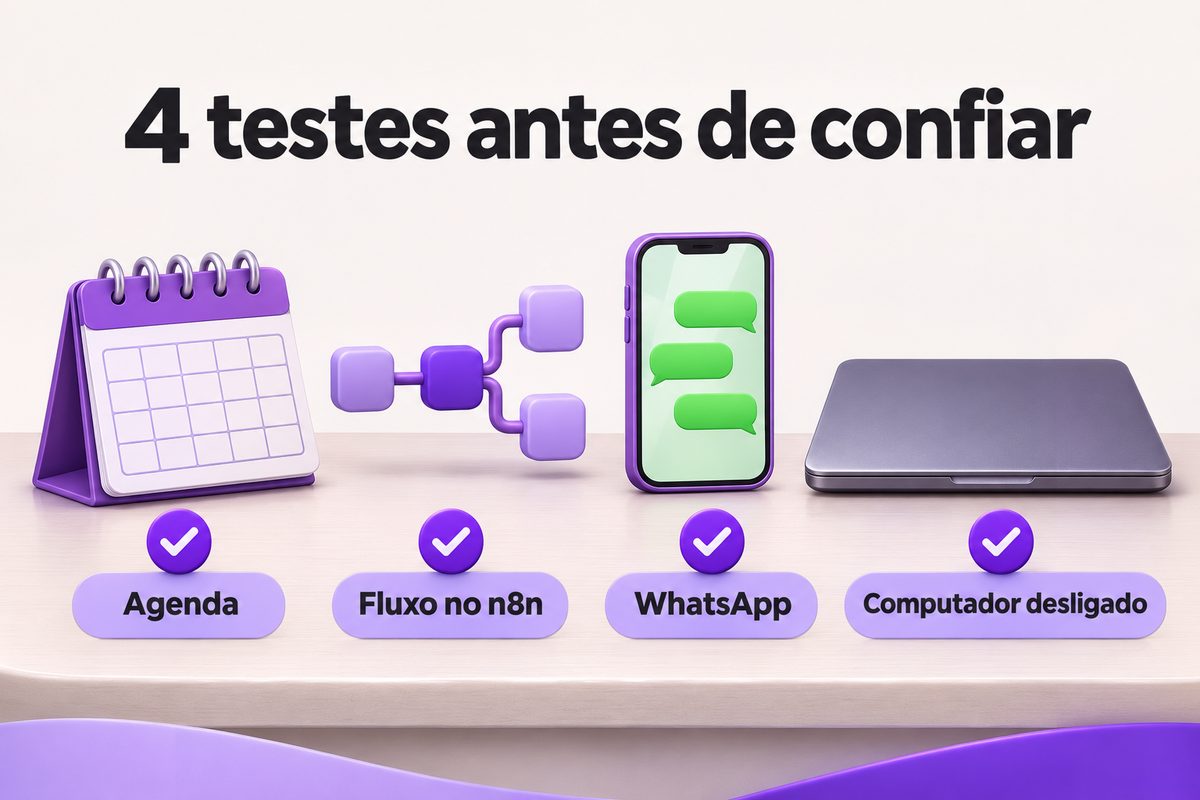 4 testes antes de confiar
Agenda
Fluxo no n8n
WhatsApp
Computador desligado